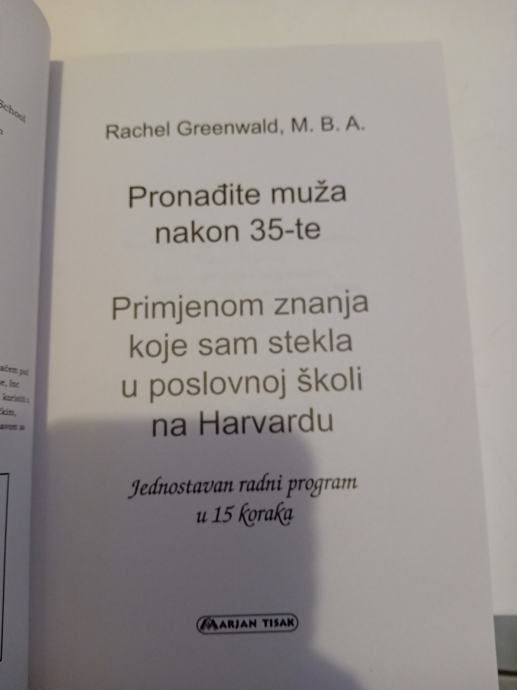 School
Rachel Greenwald, M. B. A.
Pronađite muža
nakon 35-te
Primjenom znanja
koje sam stekla
u poslovnoj školi
na Harvardu
Jednostavan radni program
u 15 koraka
MARJAN TISAK